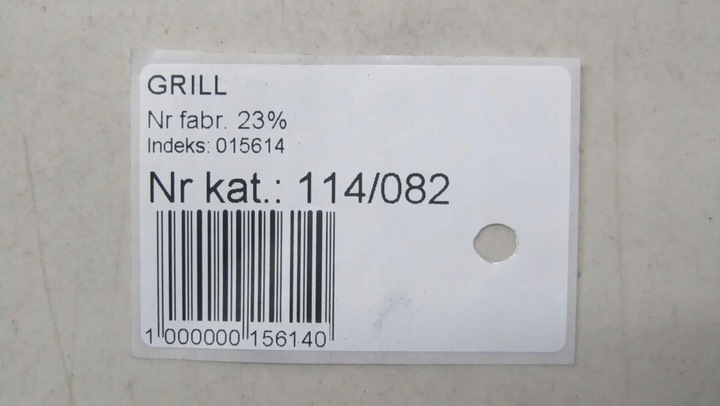 GRILL
Nr fabr. 23%
Indeks: 015614
Nr kat.: 114/082
1 000000 156140